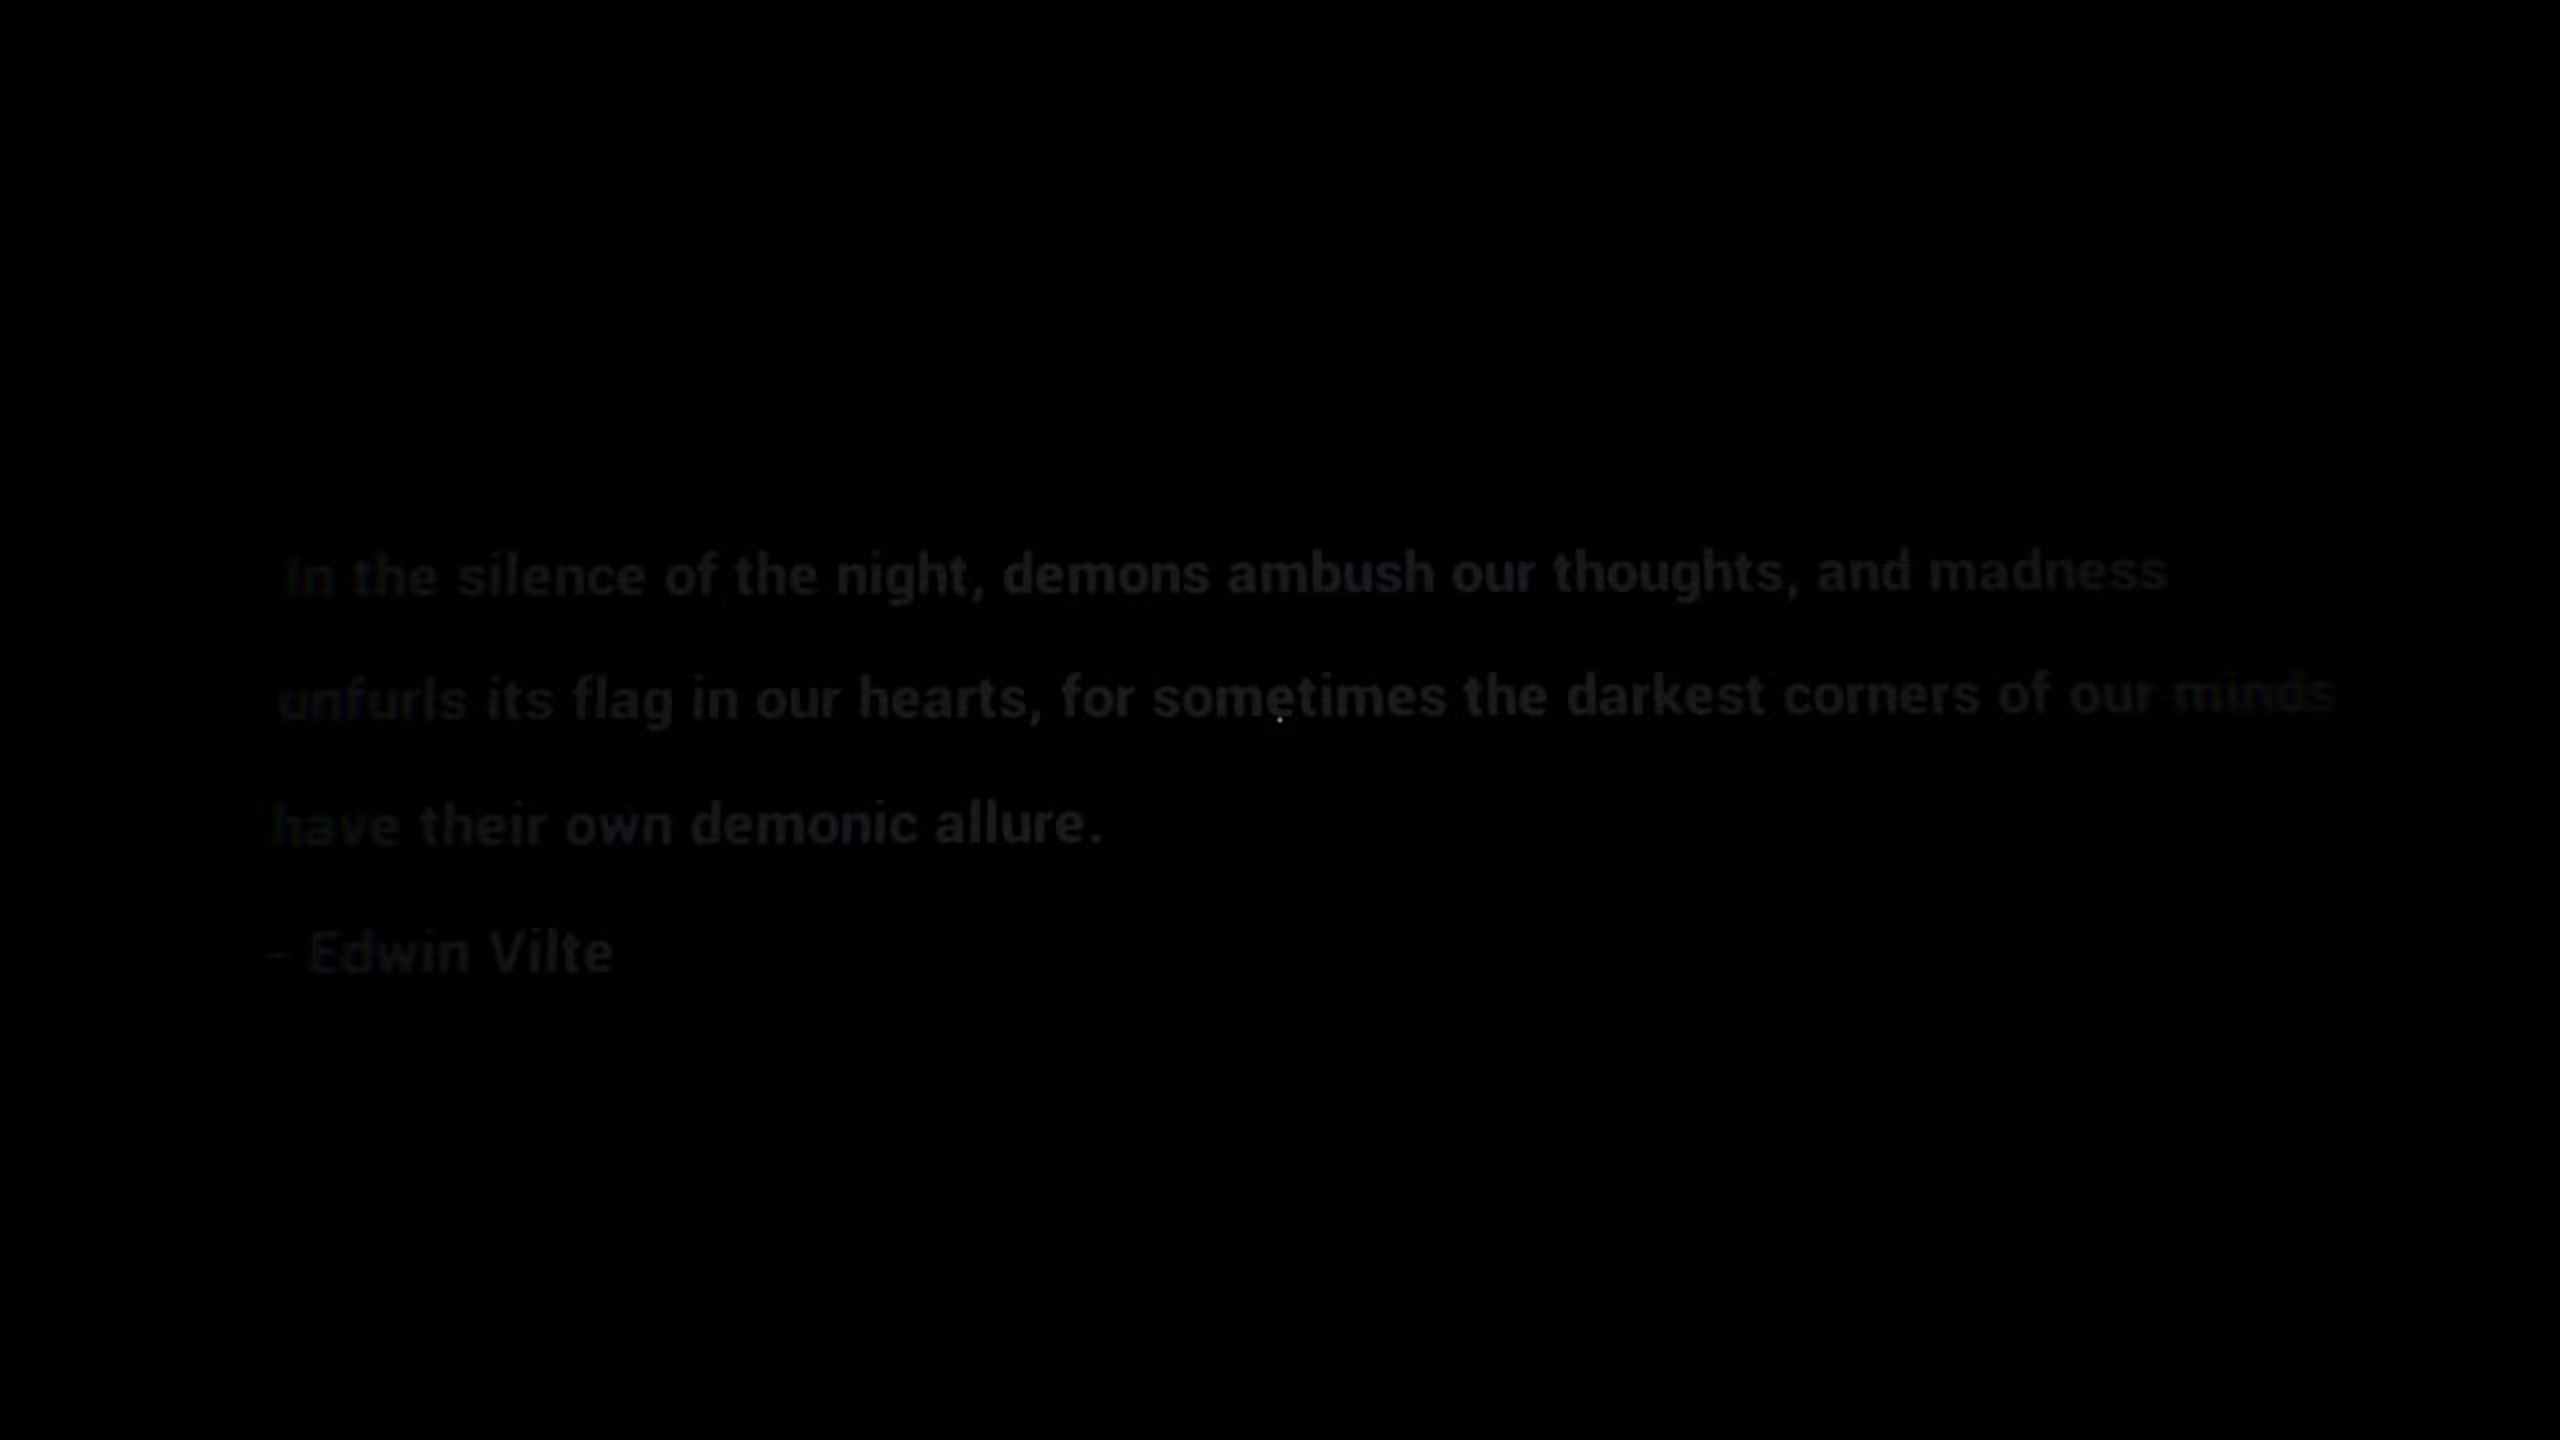 In the silence of the night, demons ambush our thoughts, and madness
unfurls its flag in our hearts, for sometimes the darkest corners of our minds
have their own demonic allure.
- Edwin Vilte